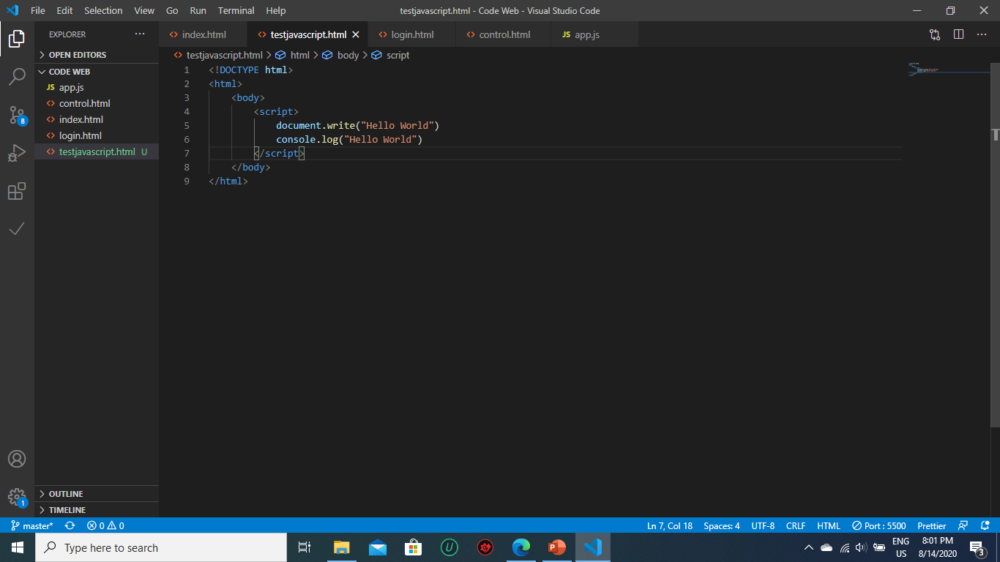 File Edit Selection View Go Run Terminal Help
testjavascript.html - Code Web - Visual Studio Code
EXPLORER
OPEN EDITORS
CODE WEB
JS app.js
control.html
index.html
login.html
testjavascript.html U
OUTLINE
TIMELINE
index.html testjavascript.html login.html control.html JS app.js
testjavascript.html html body script
1 <!DOCTYPE html>
2 <html>
3 <body>
4 <script>
5 document.write("Hello World")
6 console.log("Hello World")
7 </script>
8 </body>
9 </html>
8
1
master* 0 0 Ln 7, Col 18 Spaces: 4 UTF-8 CRLF HTML Port : 5500 Prettier
Type here to search
U
P
ENG
US
8:01 PM
8/14/2020
3